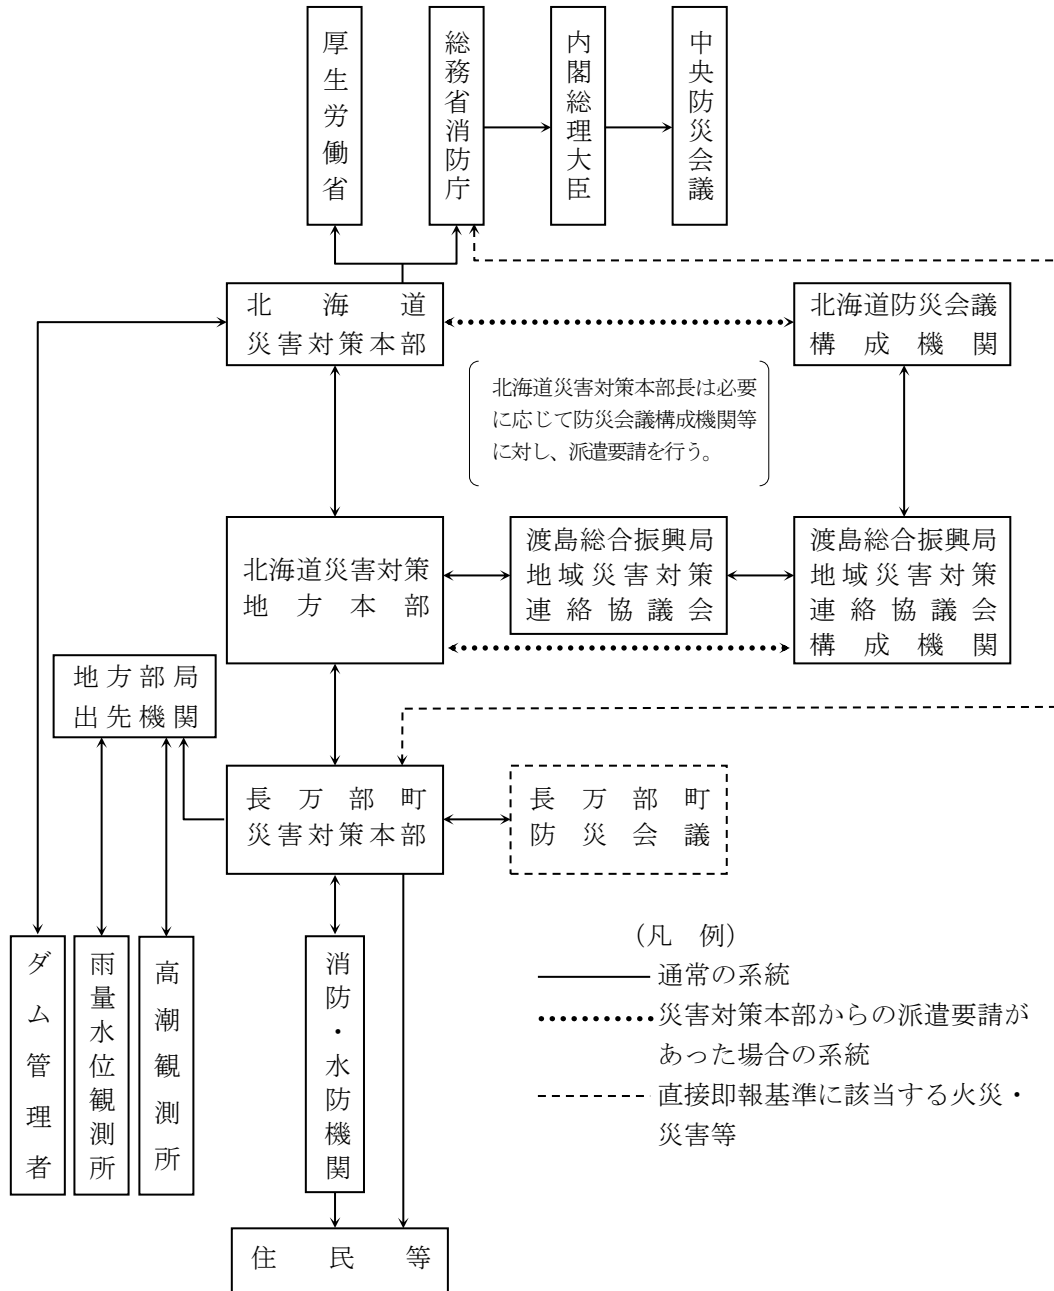 厚生労働省
総務省消防庁
内閣総理大臣
中央防災会議
北海道
災害対策本部
北海道防災会議
構成機関
北海道災害対策本部長は必要
に応じて防災会議構成機関等
に対し、派遣要請を行う。
北海道災害対策
地方本部
渡島総合振興局
地域災害対策
連絡協議会
渡島総合振興局
地域災害対策
連絡協議会
構成機関
地方部局
出先機関
長万部町
災害対策本部
長万部町
防災会議
ダム管理者
雨量水位観測所
高潮観測所
消防・水防機関
（凡　例）
通常の系統
災害対策本部からの派遣要請が
あった場合の系統
直接即報基準に該当する火災・
災害等
住民等